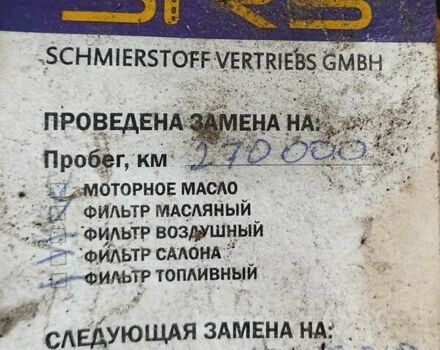 SRS
SCHMIERSTOFF VERTRIEBS GMBH
ПРОВЕДЕНА ЗАМЕНА НА:
Пробег, км 270000
МОТОРНОЕ МАСЛО
ФИЛЬТР МАСЛЯНЫЙ
ФИЛЬТР ВОЗДУШНЫЙ
ФИЛЬТР САЛОНА
ФИЛЬТР ТОПЛИВНЫЙ
СЛЕДУЮЩАЯ ЗАМЕНА НА: